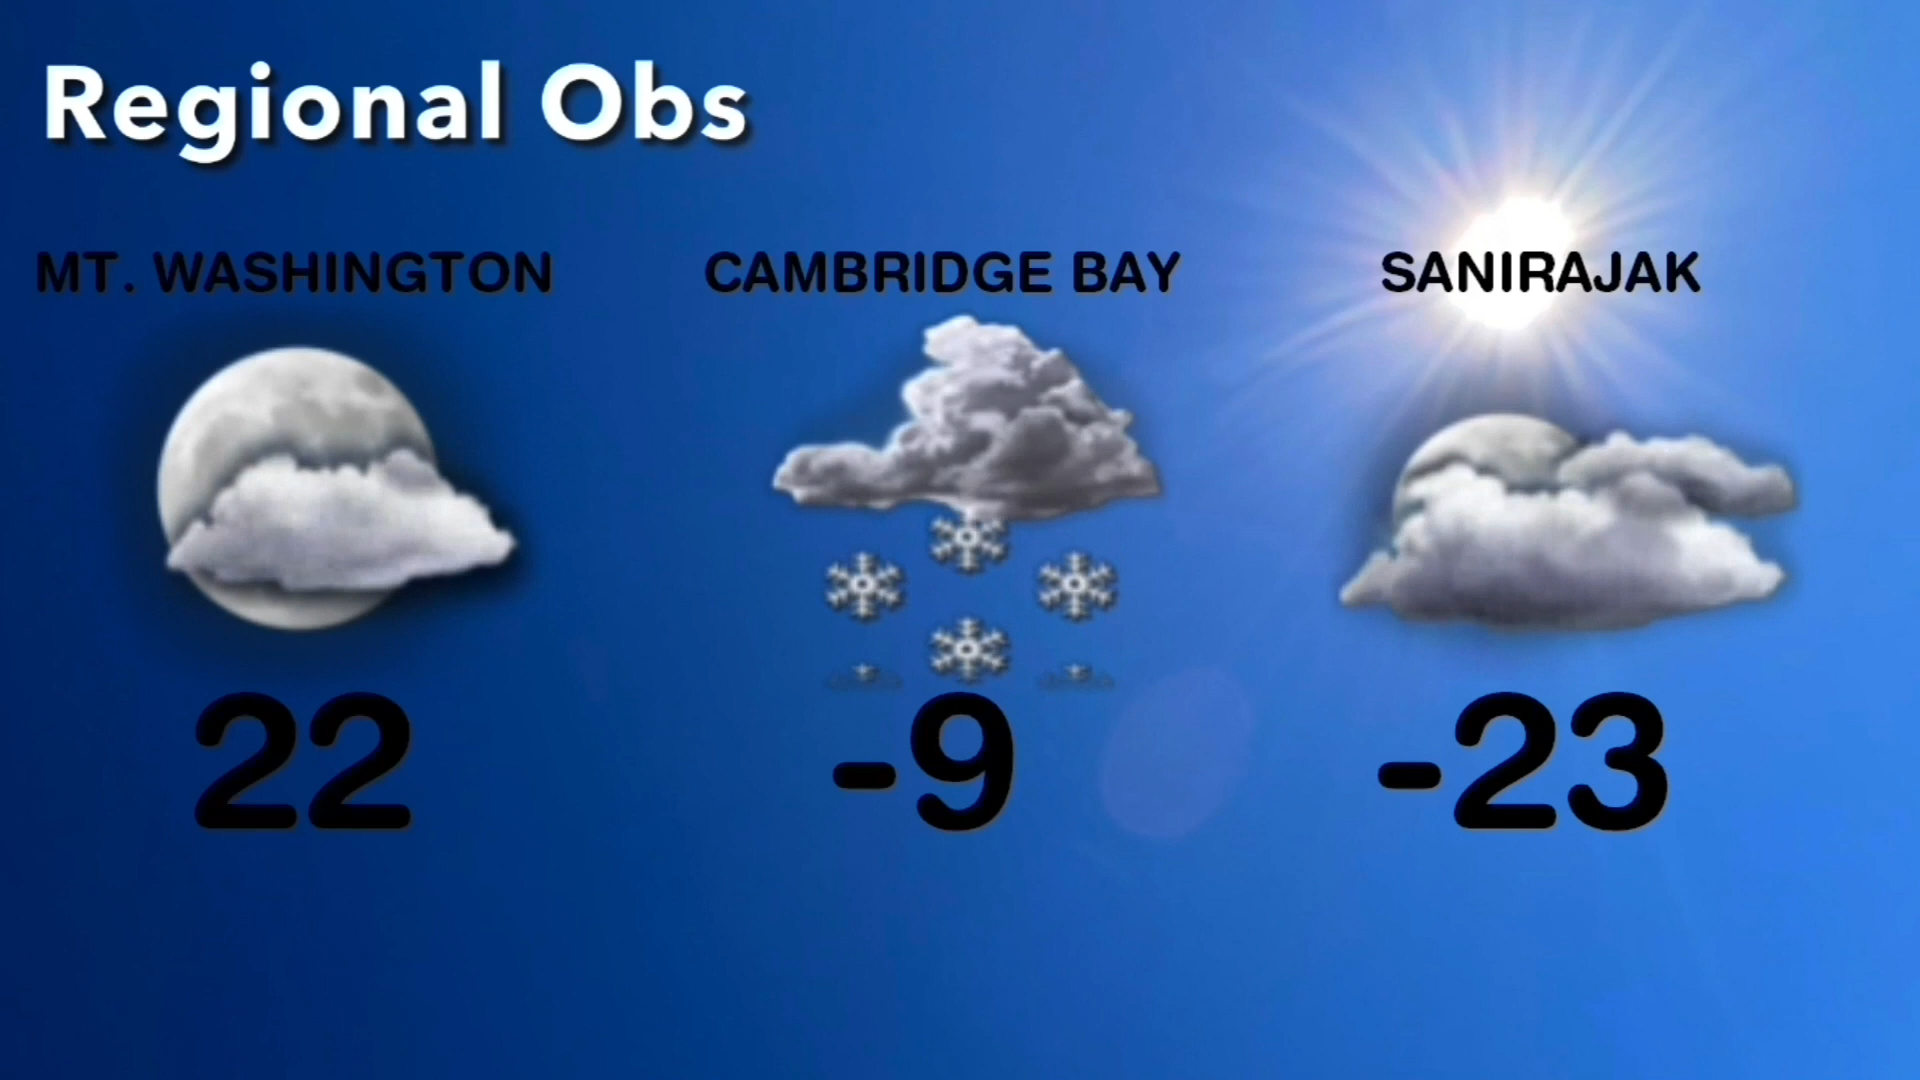 Regional Obs
MT. WASHINGTON
CAMBRIDGE BAY
SANIRAJAK
22
-9
-23